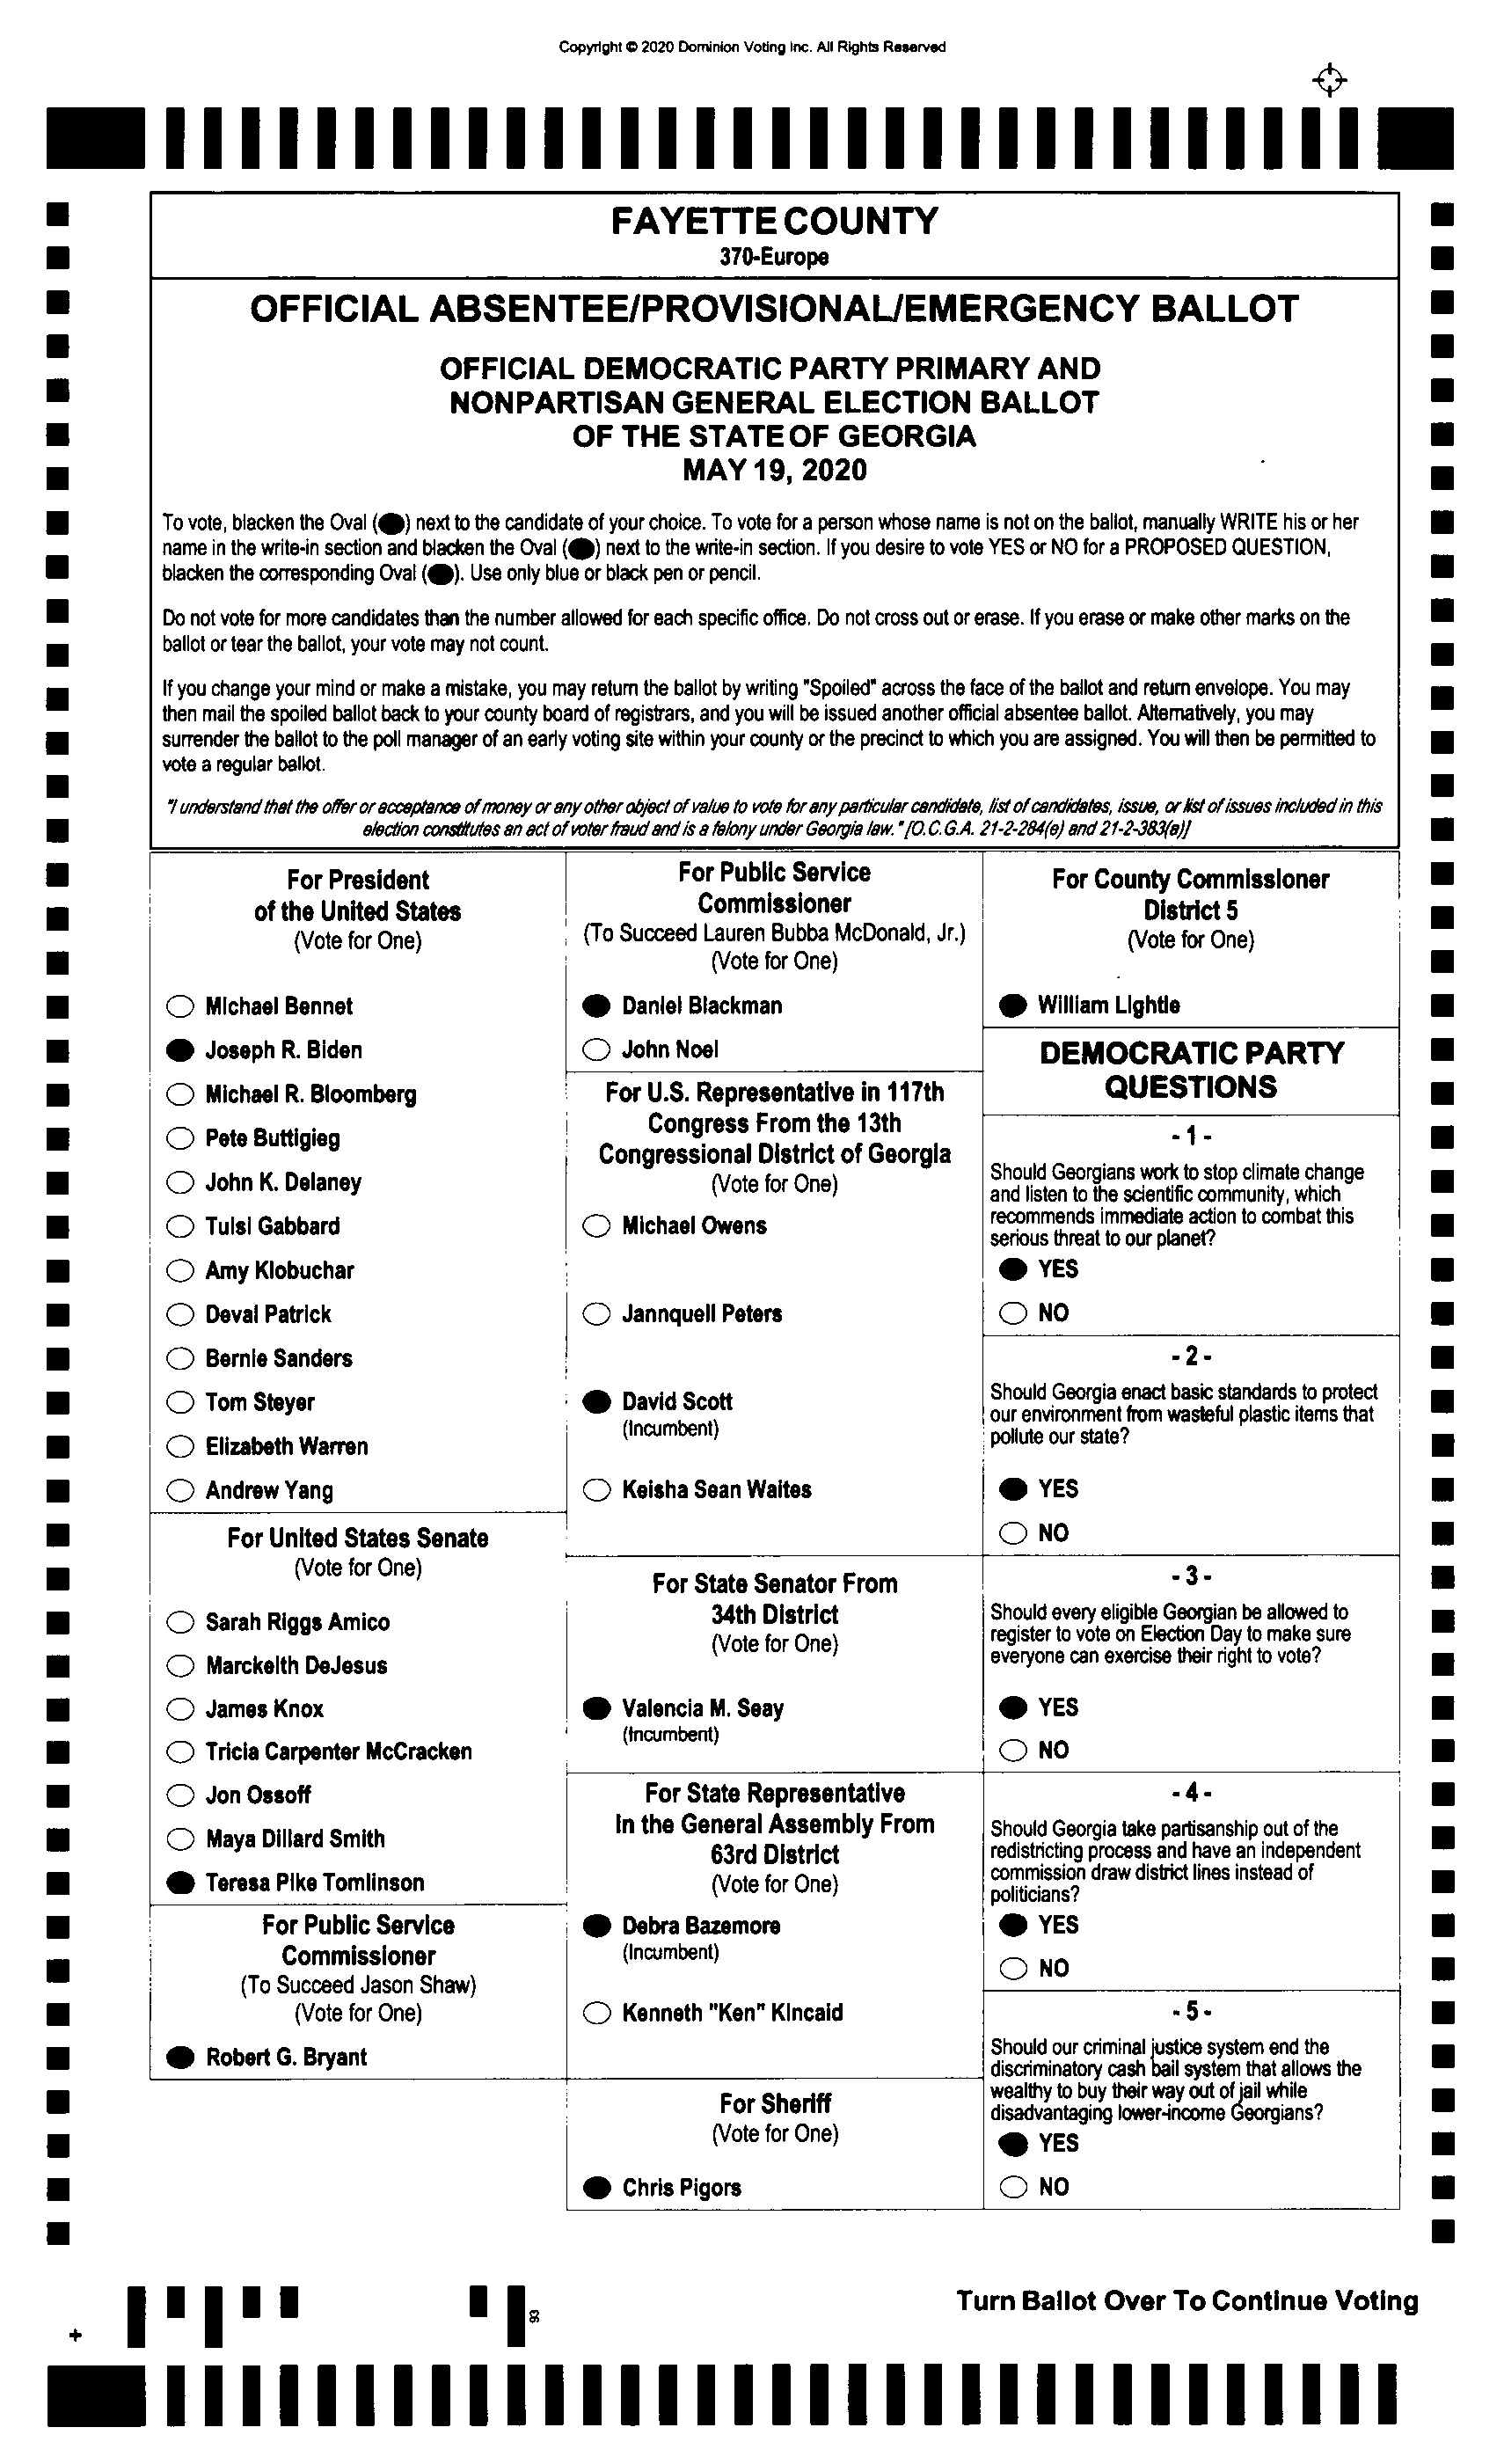 Copyright © 2020 Dominion Voting Inc. All Rights Reserved
FAYETTE COUNTY
370-Europe
OFFICIAL ABSENTEE/PROVISIONAL/EMERGENCY BALLOT
OFFICIAL DEMOCRATIC PARTY PRIMARY AND
NONPARTISAN GENERAL ELECTION BALLOT
OF THE STATE OF GEORGIA
MAY 19, 2020
To vote, blacken the Oval () next to the candidate of your choice. To vote for a person whose name is not on the ballot, manually WRITE his or her
name in the write-in section and blacken the Oval () next to the write-in section. If you desire to vote YES or NO for a PROPOSED QUESTION,
blacken the corresponding Oval (). Use only blue or black pen or pencil.
Do not vote for more candidates than the number allowed for each specific office. Do not cross out or erase. If you erase or make other marks on the
ballot or tear the ballot, your vote may not count.
If you change your mind or make a mistake, you may return the ballot by writing "Spoiled" across the face of the ballot and return envelope. You may
then mail the spoiled ballot back to your county board of registrars, and you will be issued another official absentee ballot. Alternatively, you may
surrender the ballot to the poll manager of an early voting site within your county or the precinct to which you are assigned. You will then be permitted to
vote a regular ballot.
"I understand that the offer or acceptance of money or any other object of value to vote for any particular candidate, list of candidates, issue, or list of issues included in this
election constitutes an act of voter fraud and is a felony under Georgia law." [O.C.G.A. 21-2-284(e) and 21-2-383(a)]
For President
of the United States
(Vote for One)
Michael Bennet
Joseph R. Biden
Michael R. Bloomberg
Pete Buttigieg
John K. Delaney
Tulsi Gabbard
Amy Klobuchar
Deval Patrick
Bernie Sanders
Tom Steyer
Elizabeth Warren
Andrew Yang
For United States Senate
(Vote for One)
Sarah Riggs Amico
Marckeith DeJesus
James Knox
Tricia Carpenter McCracken
Jon Ossoff
Maya Dillard Smith
Teresa Pike Tomlinson
For Public Service
Commissioner
(To Succeed Jason Shaw)
(Vote for One)
Robert G. Bryant
For Public Service
Commissioner
(To Succeed Lauren Bubba McDonald, Jr.)
(Vote for One)
Daniel Blackman
John Noel
For U.S. Representative in 117th
Congress From the 13th
Congressional District of Georgia
(Vote for One)
Michael Owens
Jannquell Peters
David Scott
(Incumbent)
Keisha Sean Waites
For State Senator From
34th District
(Vote for One)
Valencia M. Seay
(Incumbent)
For State Representative
In the General Assembly From
63rd District
(Vote for One)
Debra Bazemore
(Incumbent)
Kenneth "Ken" Kincaid
For Sheriff
(Vote for One)
Chris Pigors
For County Commissioner
District 5
(Vote for One)
William Lightle
DEMOCRATIC PARTY
QUESTIONS
- 1 -
Should Georgians work to stop climate change
and listen to the scientific community, which
recommends immediate action to combat this
serious threat to our planet?
YES
NO
- 2 -
Should Georgia enact basic standards to protect
our environment from wasteful plastic items that
pollute our state?
YES
NO
- 3 -
Should every eligible Georgian be allowed to
register to vote on Election Day to make sure
everyone can exercise their right to vote?
YES
NO
- 4 -
Should Georgia take partisanship out of the
redistricting process and have an independent
commission draw district lines instead of
politicians?
YES
NO
- 5 -
Should our criminal justice system end the
discriminatory cash bail system that allows the
wealthy to buy their way out of jail while
disadvantaging lower-income Georgians?
YES
NO
93
Turn Ballot Over To Continue Voting
+